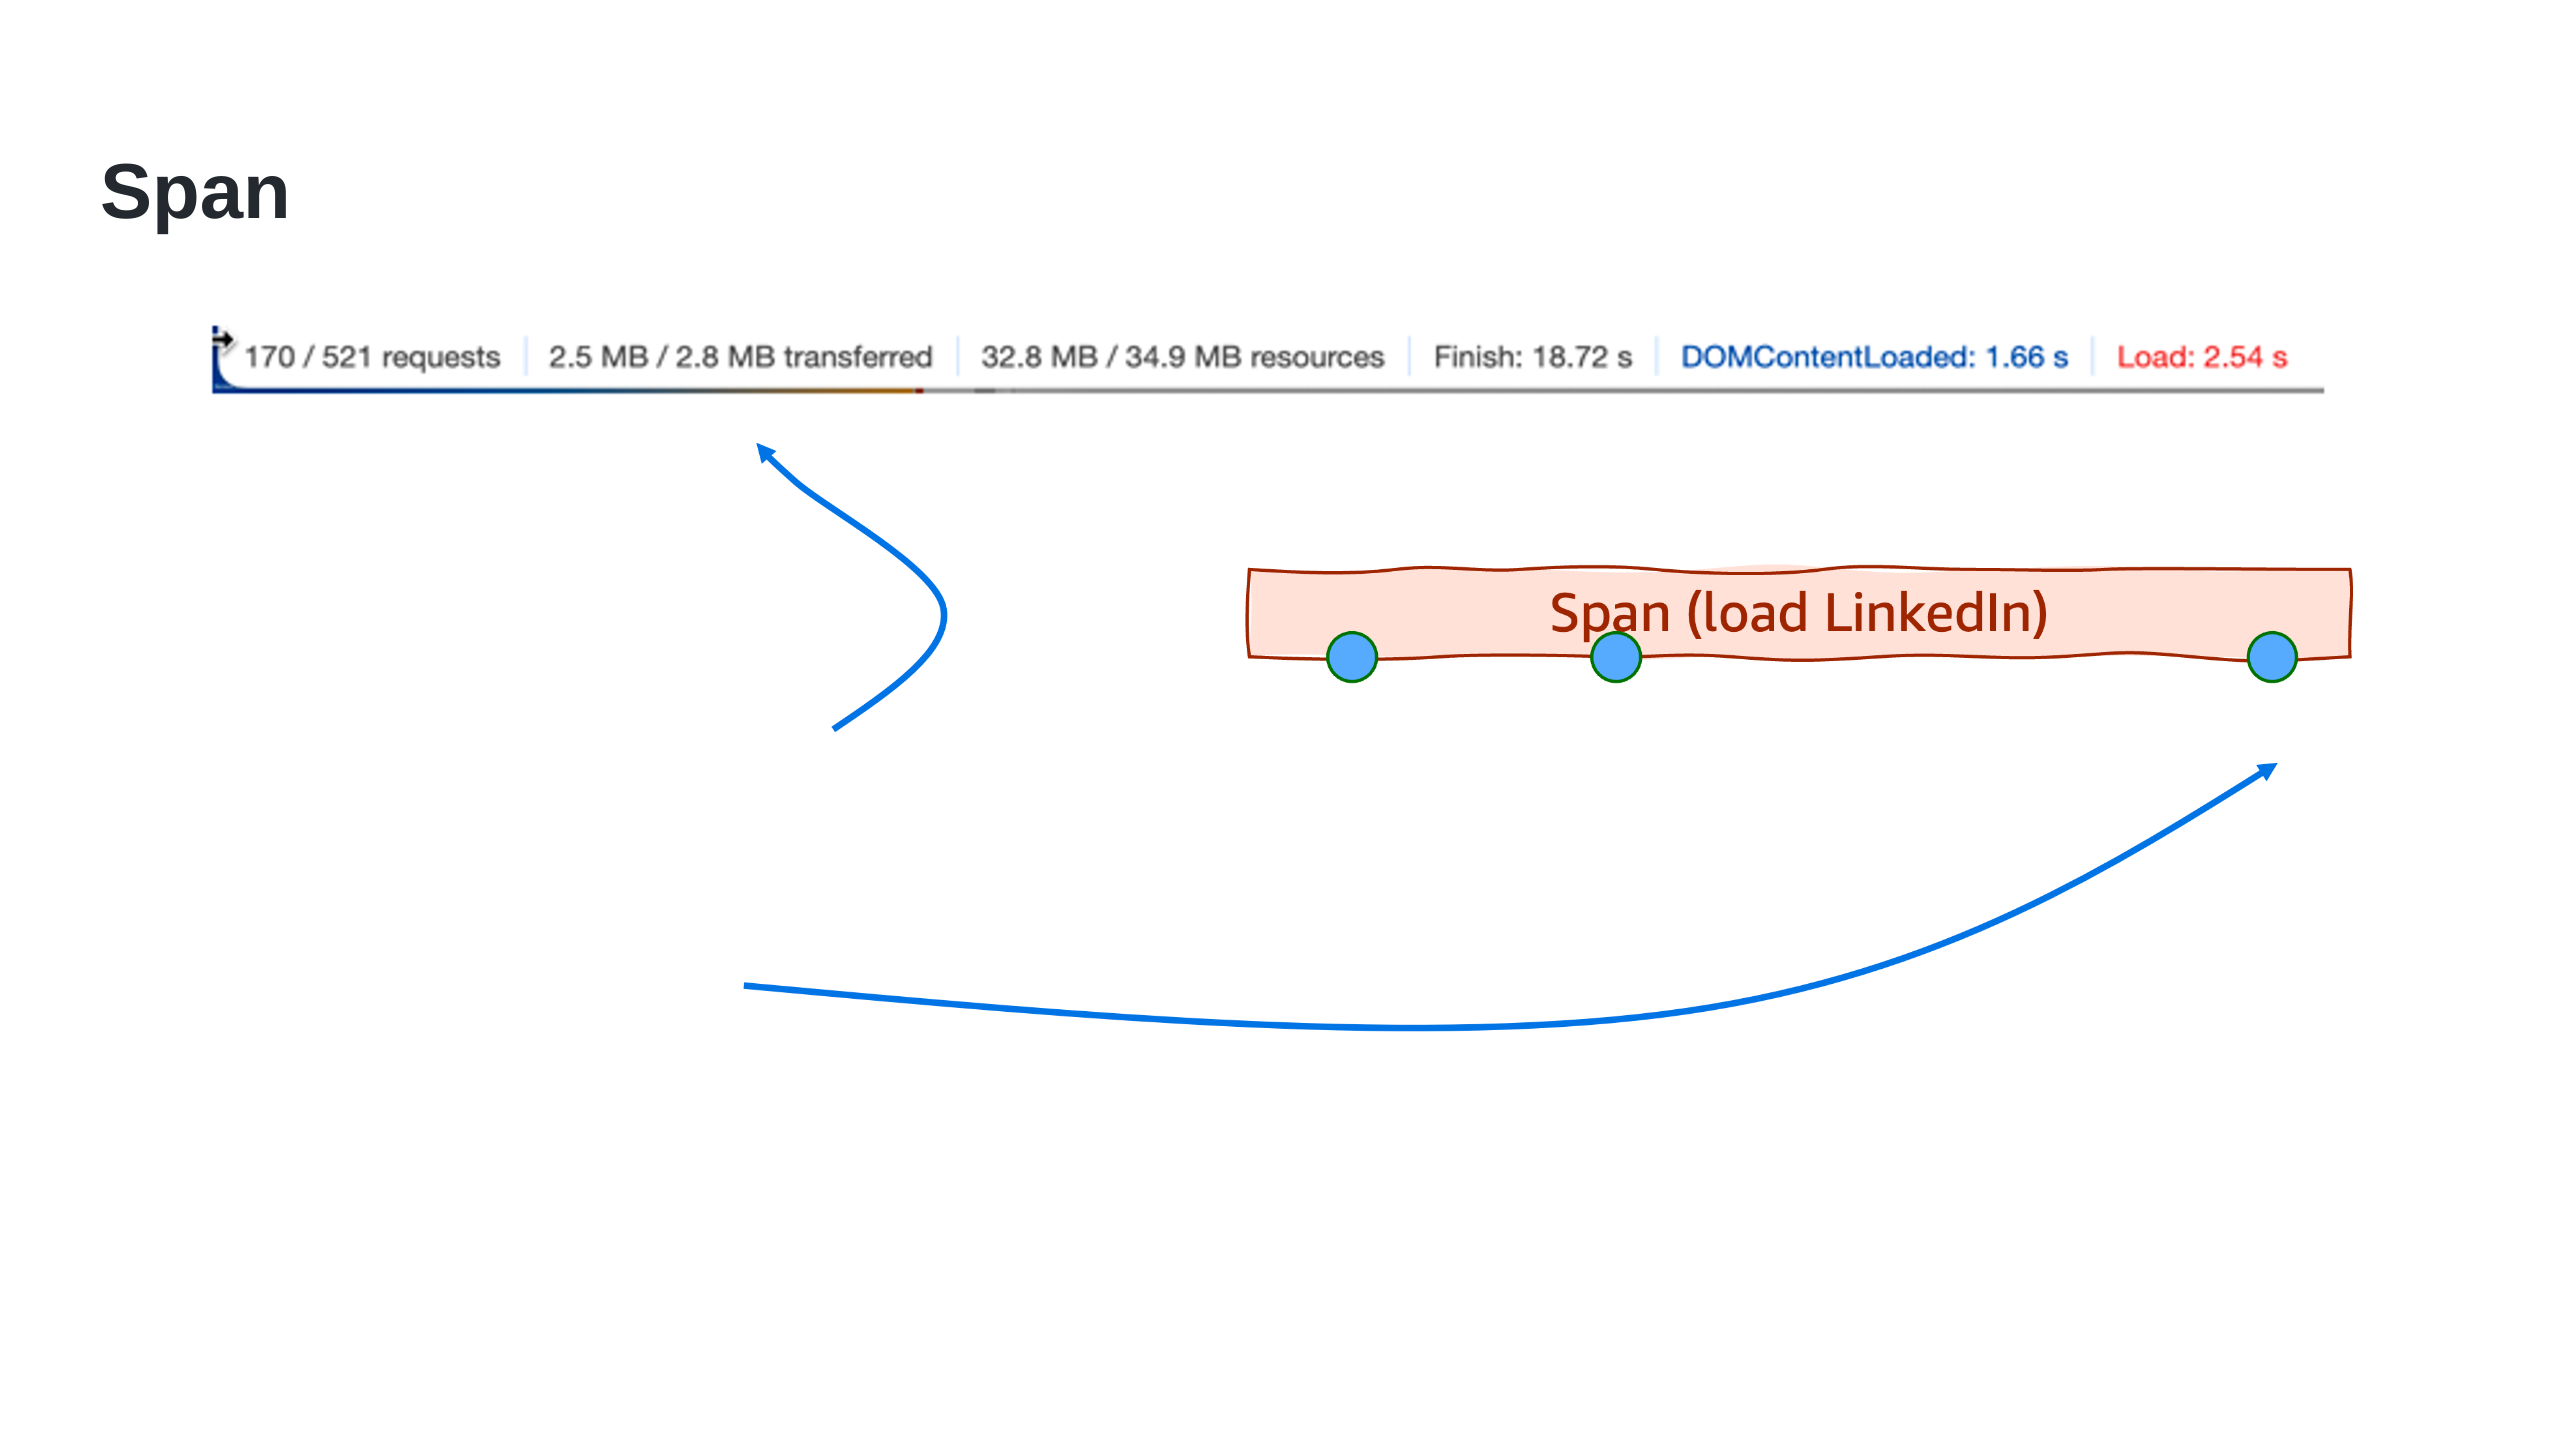 Span
170 / 521 requests 2.5 MB / 2.8 MB transferred 32.8 MB / 34.9 MB resources Finish: 18.72 s DOMContentLoaded: 1.66 s Load: 2.54 s
Span (load LinkedIn)